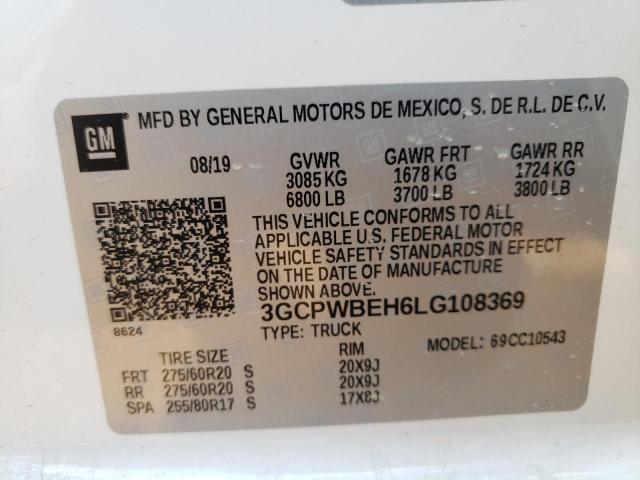 GM MFD BY GENERAL MOTORS DE MEXICO, S. DE R.L. DE C.V.
08/19 GVWR GAWR FRT GAWR RR
3085 KG 1678 KG 1724 KG
6800 LB 3700 LB 3800 LB
THIS VEHICLE CONFORMS TO ALL
APPLICABLE U.S. FEDERAL MOTOR
VEHICLE SAFETY STANDARDS IN EFFECT
ON THE DATE OF MANUFACTURE
SHOWN ABOVE.
8624 3GCPWBEH6LG108369
TYPE: TRUCK MODEL: 69CC10543
TIRE SIZE RIM
FRT 275/60R20 S 20X9J
RR 275/60R20 S 20X9J
SPA 255/80R17 S 17X8J